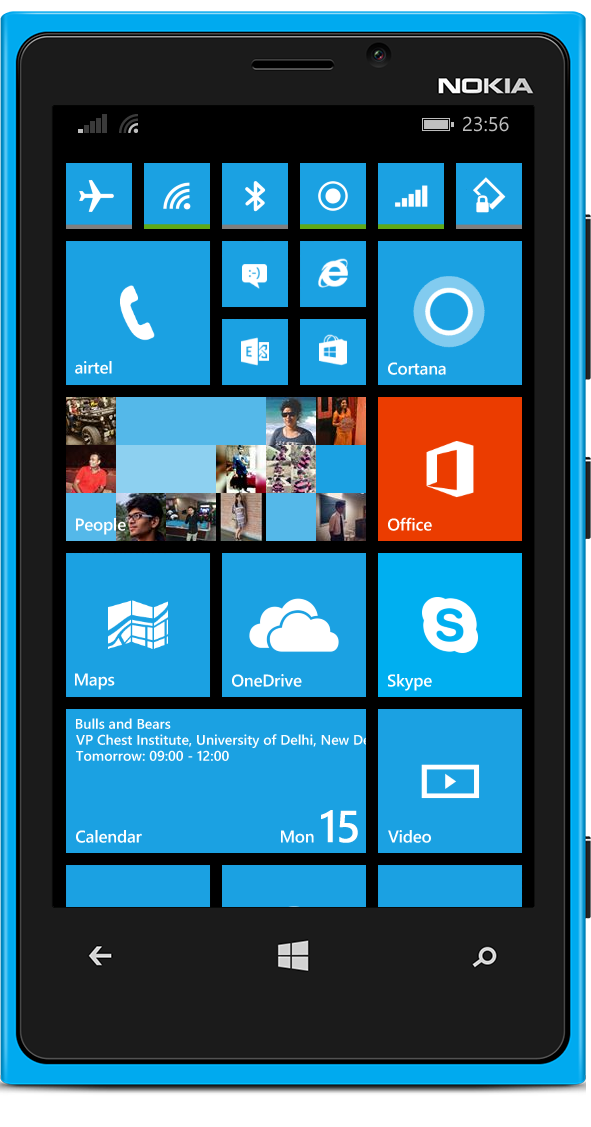 NOKIA
23:56
airtel
:-)
E
Cortana
People
Office
Maps
OneDrive
S
Skype
Bulls and Bears
VP Chest Institute, University of Delhi, New De
Tomorrow: 09:00 - 12:00
Calendar
Mon 15
Video